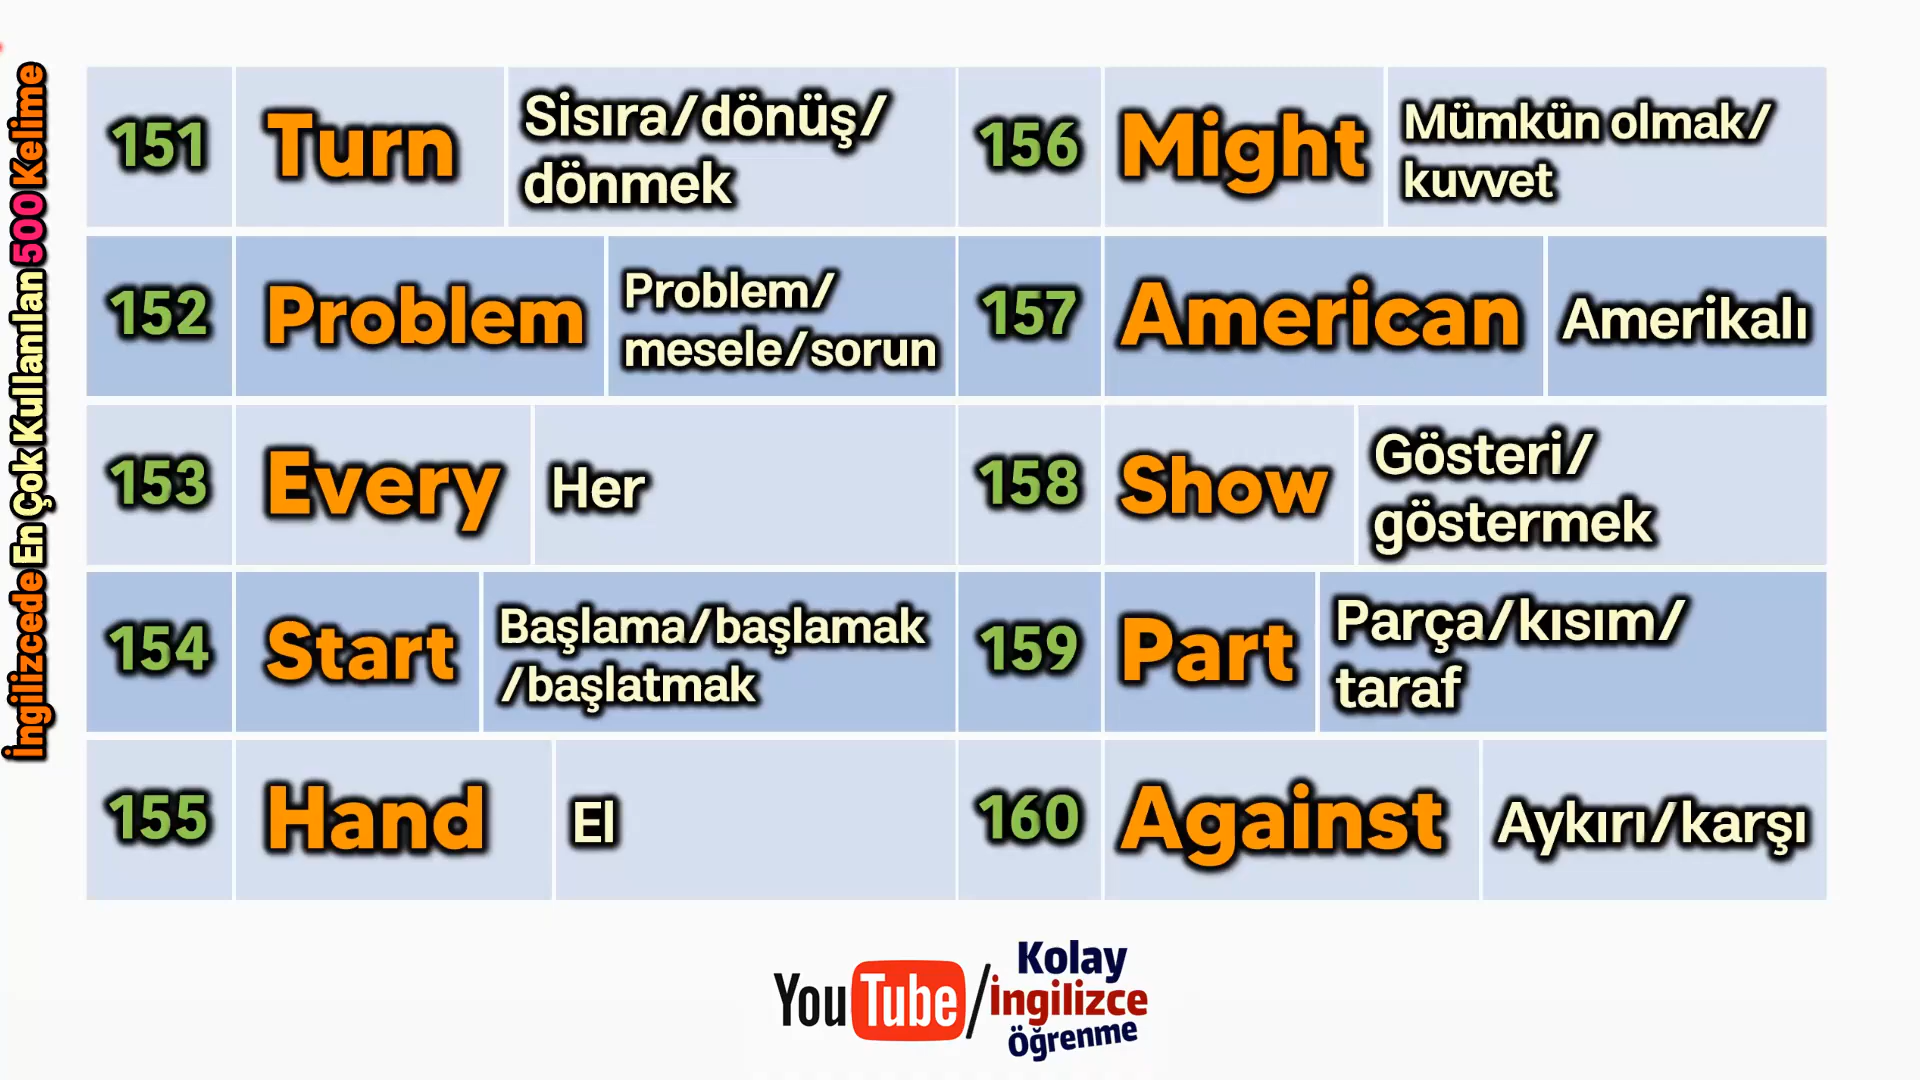 İngilizcede En Çok Kullanılan 500 Kelime
151 Turn Sisıra/dönüş/
dönmek
152 Problem Problem/
mesele/sorun
153 Every Her
154 Start Başlama/başlamak
/başlatmak
155 Hand El
156 Might Mümkün olmak/
kuvvet
157 American Amerikalı
158 Show Gösteri/
göstermek
159 Part Parça/kısım/
taraf
160 Against Aykırı/karşı
YouTube/Kolay
İngilizce
Öğrenme